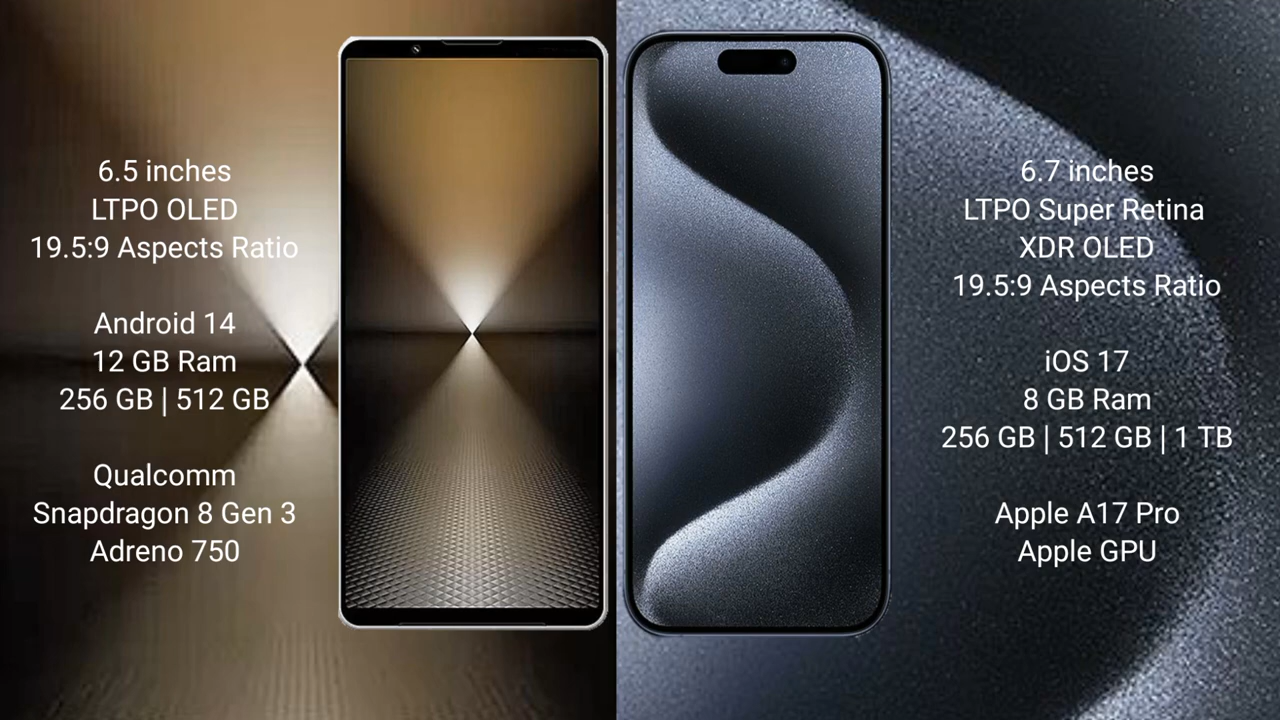 6.5 inches
LTPO OLED
19.5:9 Aspects Ratio
Android 14
12 GB Ram
256 GB | 512 GB
Qualcomm
Snapdragon 8 Gen 3
Adreno 750
6.7 inches
LTPO Super Retina
XDR OLED
19.5:9 Aspects Ratio
iOS 17
8 GB Ram
256 GB | 512 GB | 1 TB
Apple A17 Pro
Apple GPU